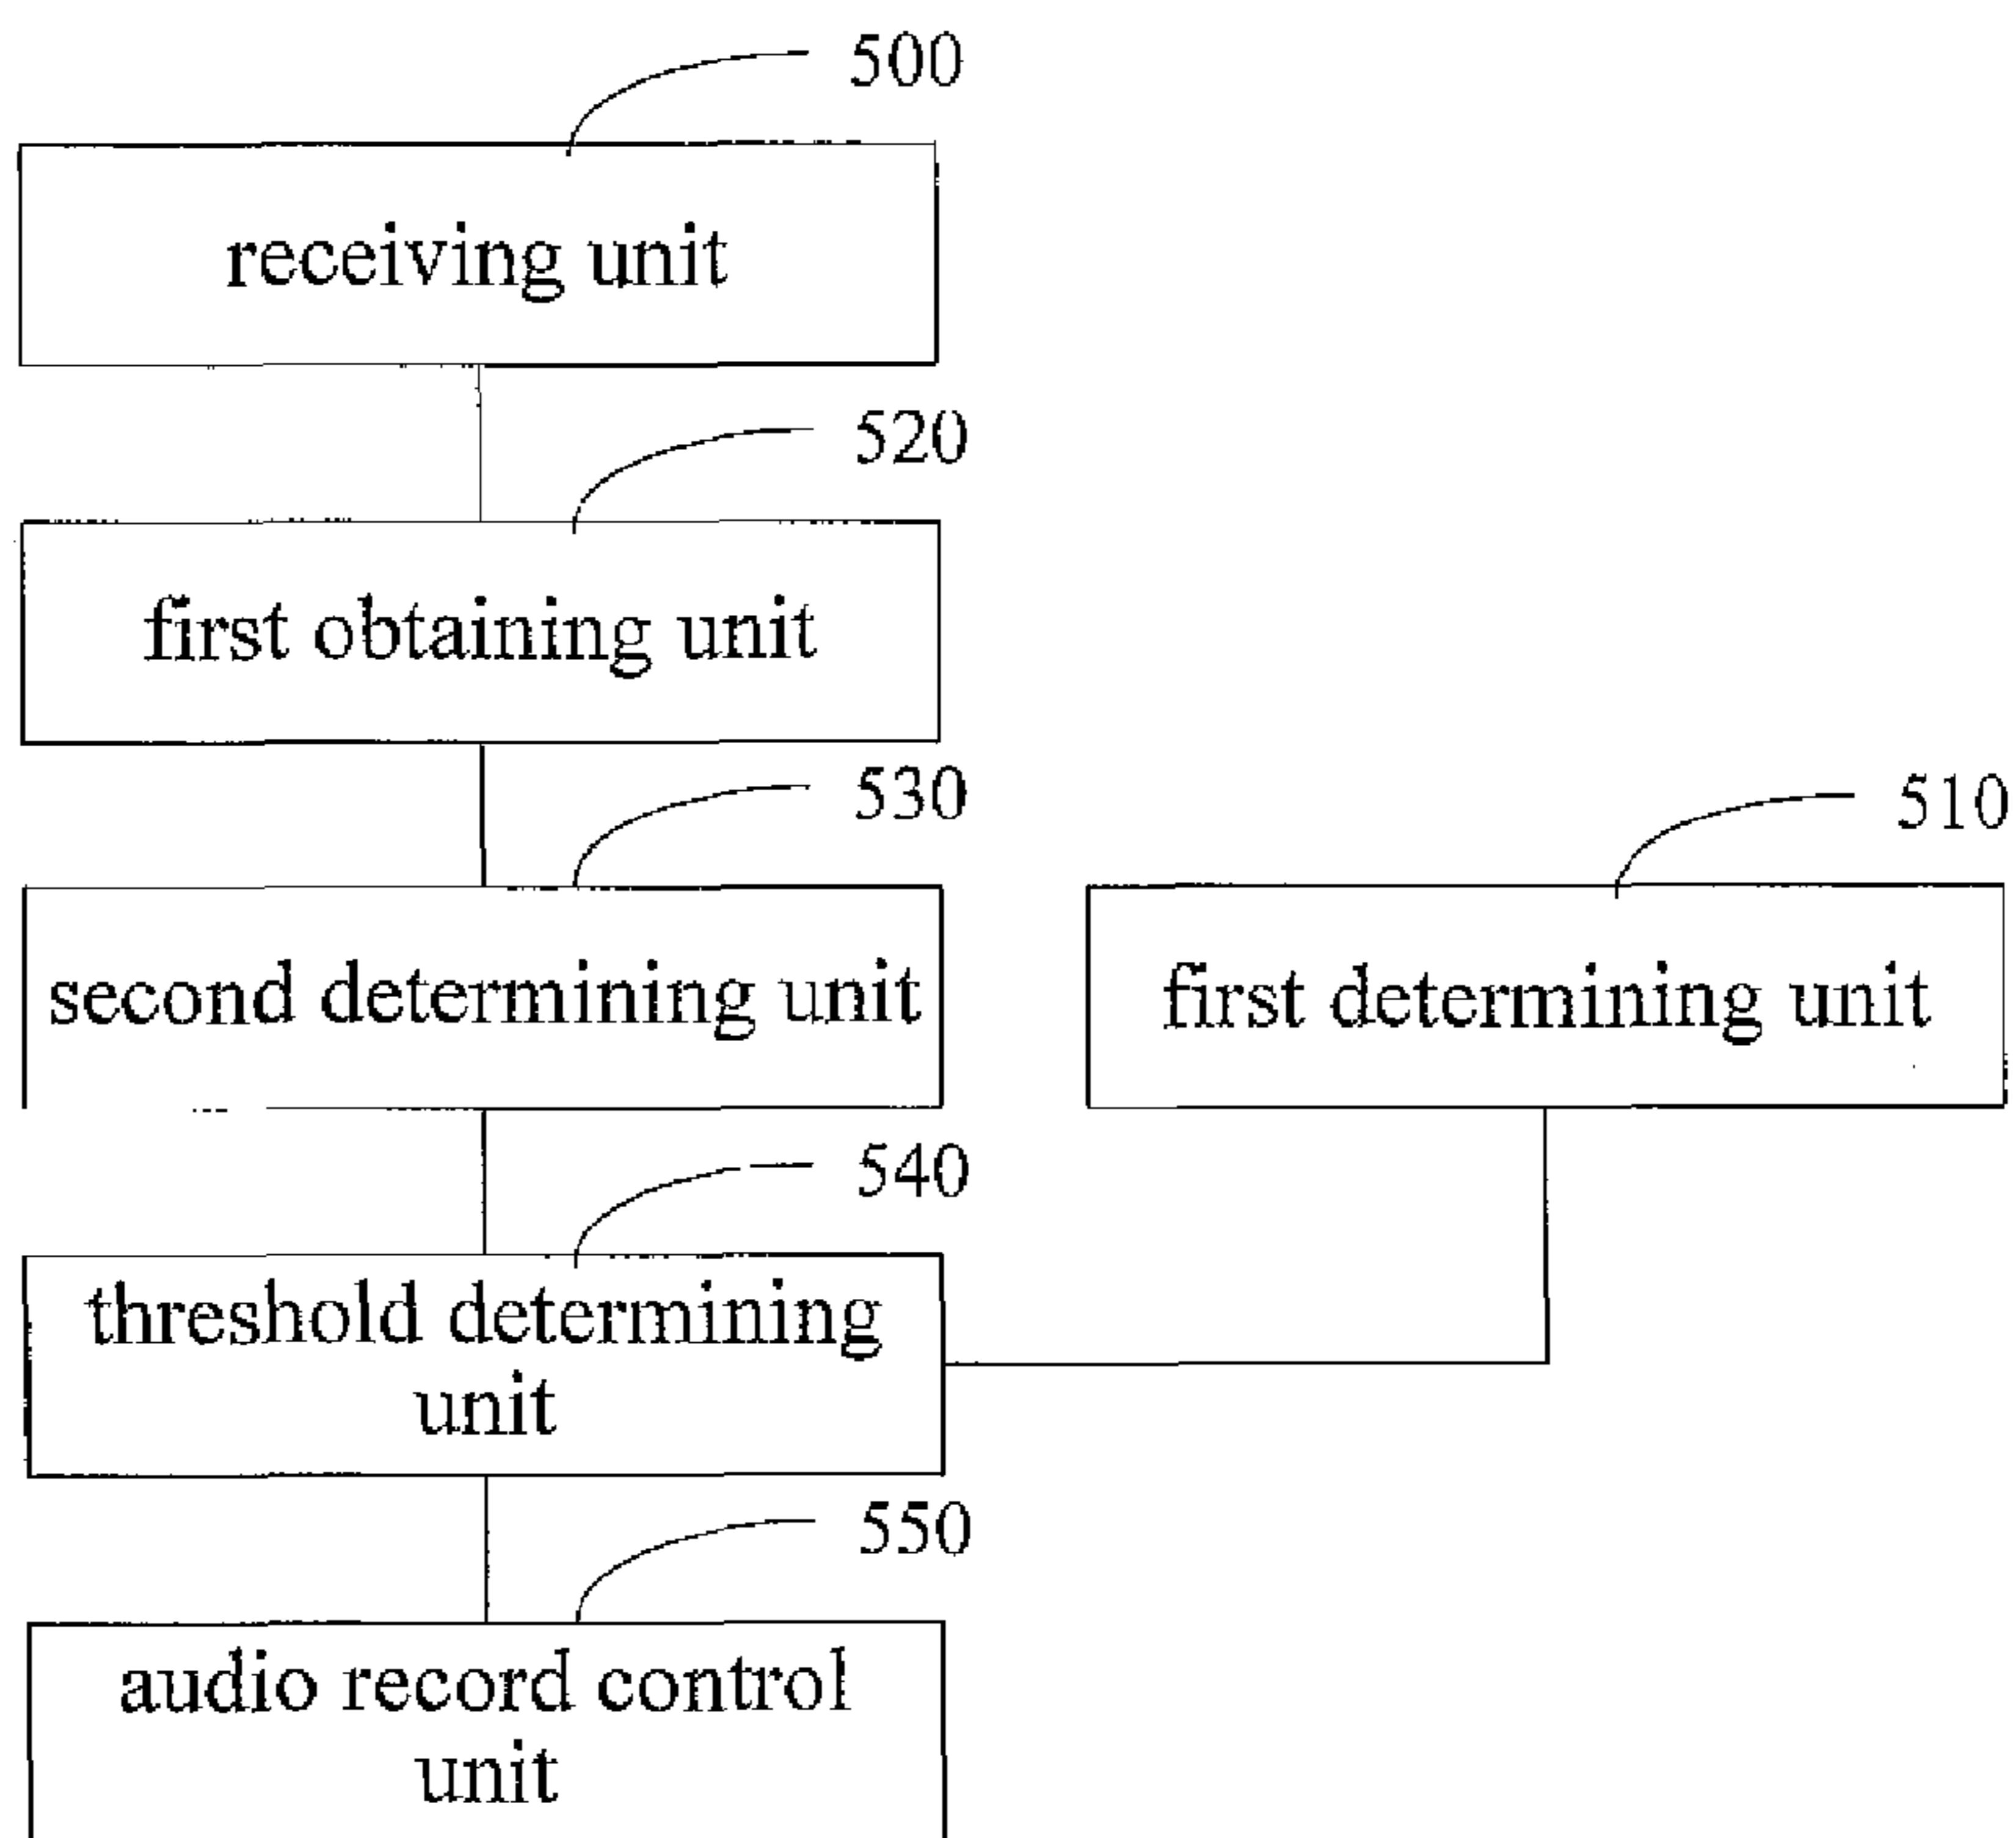 500
receiving unit
520
first obtaining unit
530
510
second determining unit
first determining unit
540
threshold determining
unit
550
audio record control
unit